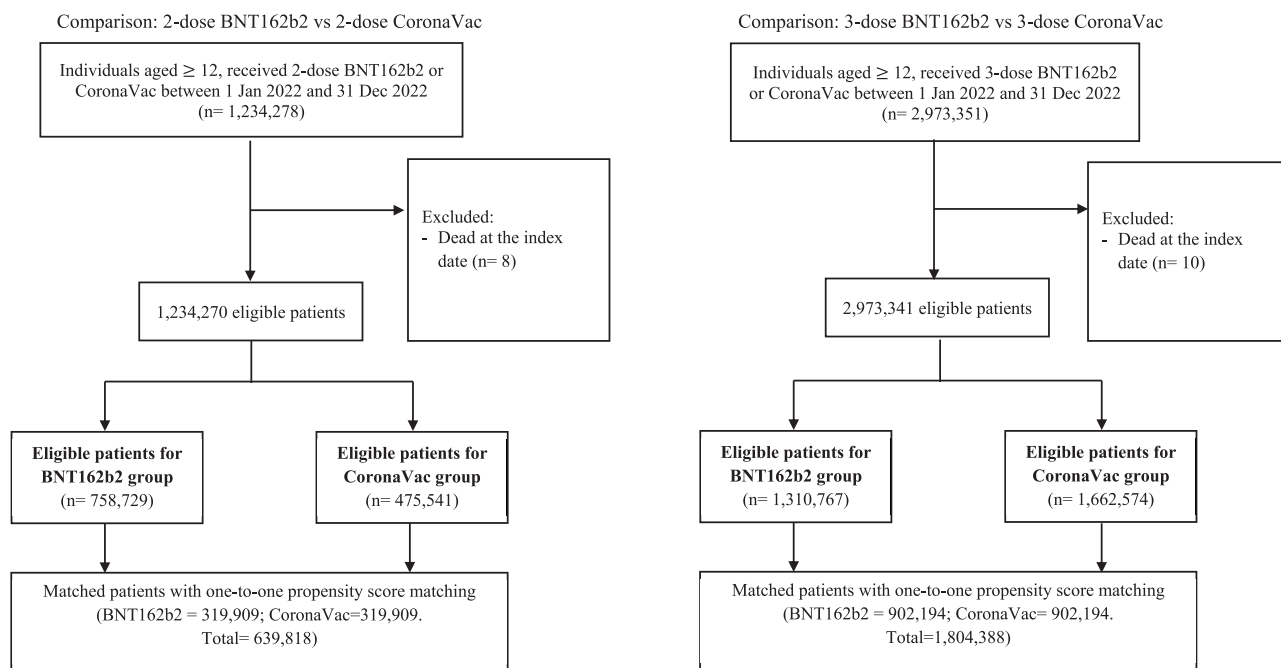 Comparison: 2-dose BNT162b2 vs 2-dose CoronaVac
Individuals aged ≥ 12, received 2-dose BNT162b2 or
CoronaVac between 1 Jan 2022 and 31 Dec 2022
(n= 1,234,278)
Excluded:
- Dead at the index
date (n= 8)
1,234,270 eligible patients
Eligible patients for
BNT162b2 group
(n= 758,729)
Eligible patients for
CoronaVac group
(n= 475,541)
Matched patients with one-to-one propensity score matching
(BNT162b2 = 319,909; CoronaVac=319,909.
Total= 639,818)
Comparison: 3-dose BNT162b2 vs 3-dose CoronaVac
Individuals aged ≥ 12, received 3-dose BNT162b2
or CoronaVac between 1 Jan 2022 and 31 Dec 2022
(n= 2,973,351)
Excluded:
- Dead at the index
date (n= 10)
2,973,341 eligible patients
Eligible patients for
BNT162b2 group
(n= 1,310,767)
Eligible patients for
CoronaVac group
(n= 1,662,574)
Matched patients with one-to-one propensity score matching
(BNT162b2 = 902,194; CoronaVac= 902,194.
Total=1,804,388)